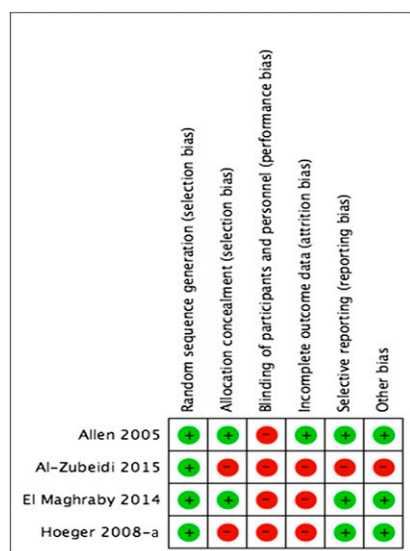 Random sequence generation (selection bias)
Allocation concealment (selection bias)
Blinding of participants and personnel (performance bias)
Incomplete outcome data (attrition bias)
Selective reporting (reporting bias)
Other bias
Allen 2005 + + - + + +
Al-Zubeidi 2015 + - - - - -
El Maghraby 2014 + + - - + +
Hoeger 2008-a + - - - + +